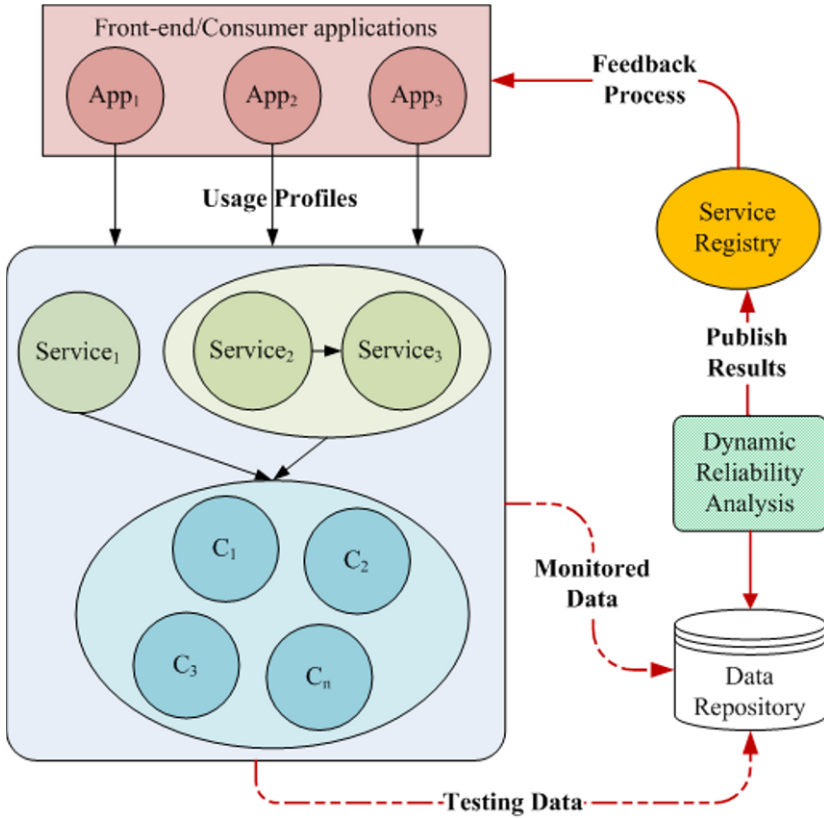 Front-end/Consumer applications
App₁
App₂
App₃
Feedback
Process
Usage Profiles
Service
Registry
Service₁
Service₂
Service₃
Publish
Results
Dynamic
Reliability
Analysis
C₁
C₂
C₃
Cₙ
Monitored
Data
Data
Repository
Testing Data